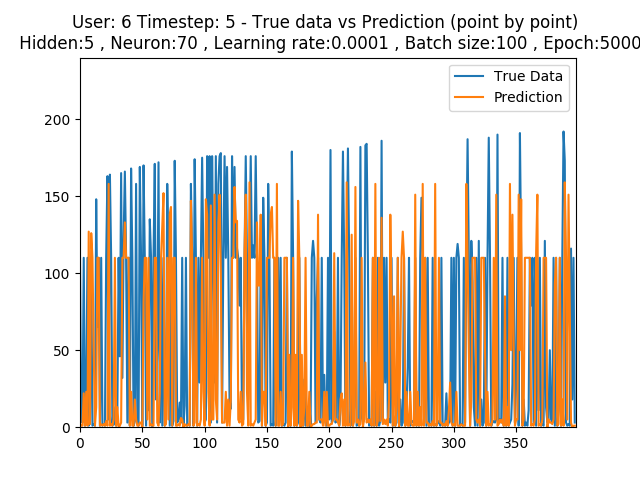 User: 6 Timestep: 5 - True data vs Prediction (point by point)
Hidden:5 , Neuron:70 , Learning rate:0.0001 , Batch size:100 , Epoch:5000
True Data
Prediction
200
150
100
50
0
0 50 100 150 200 250 300 350